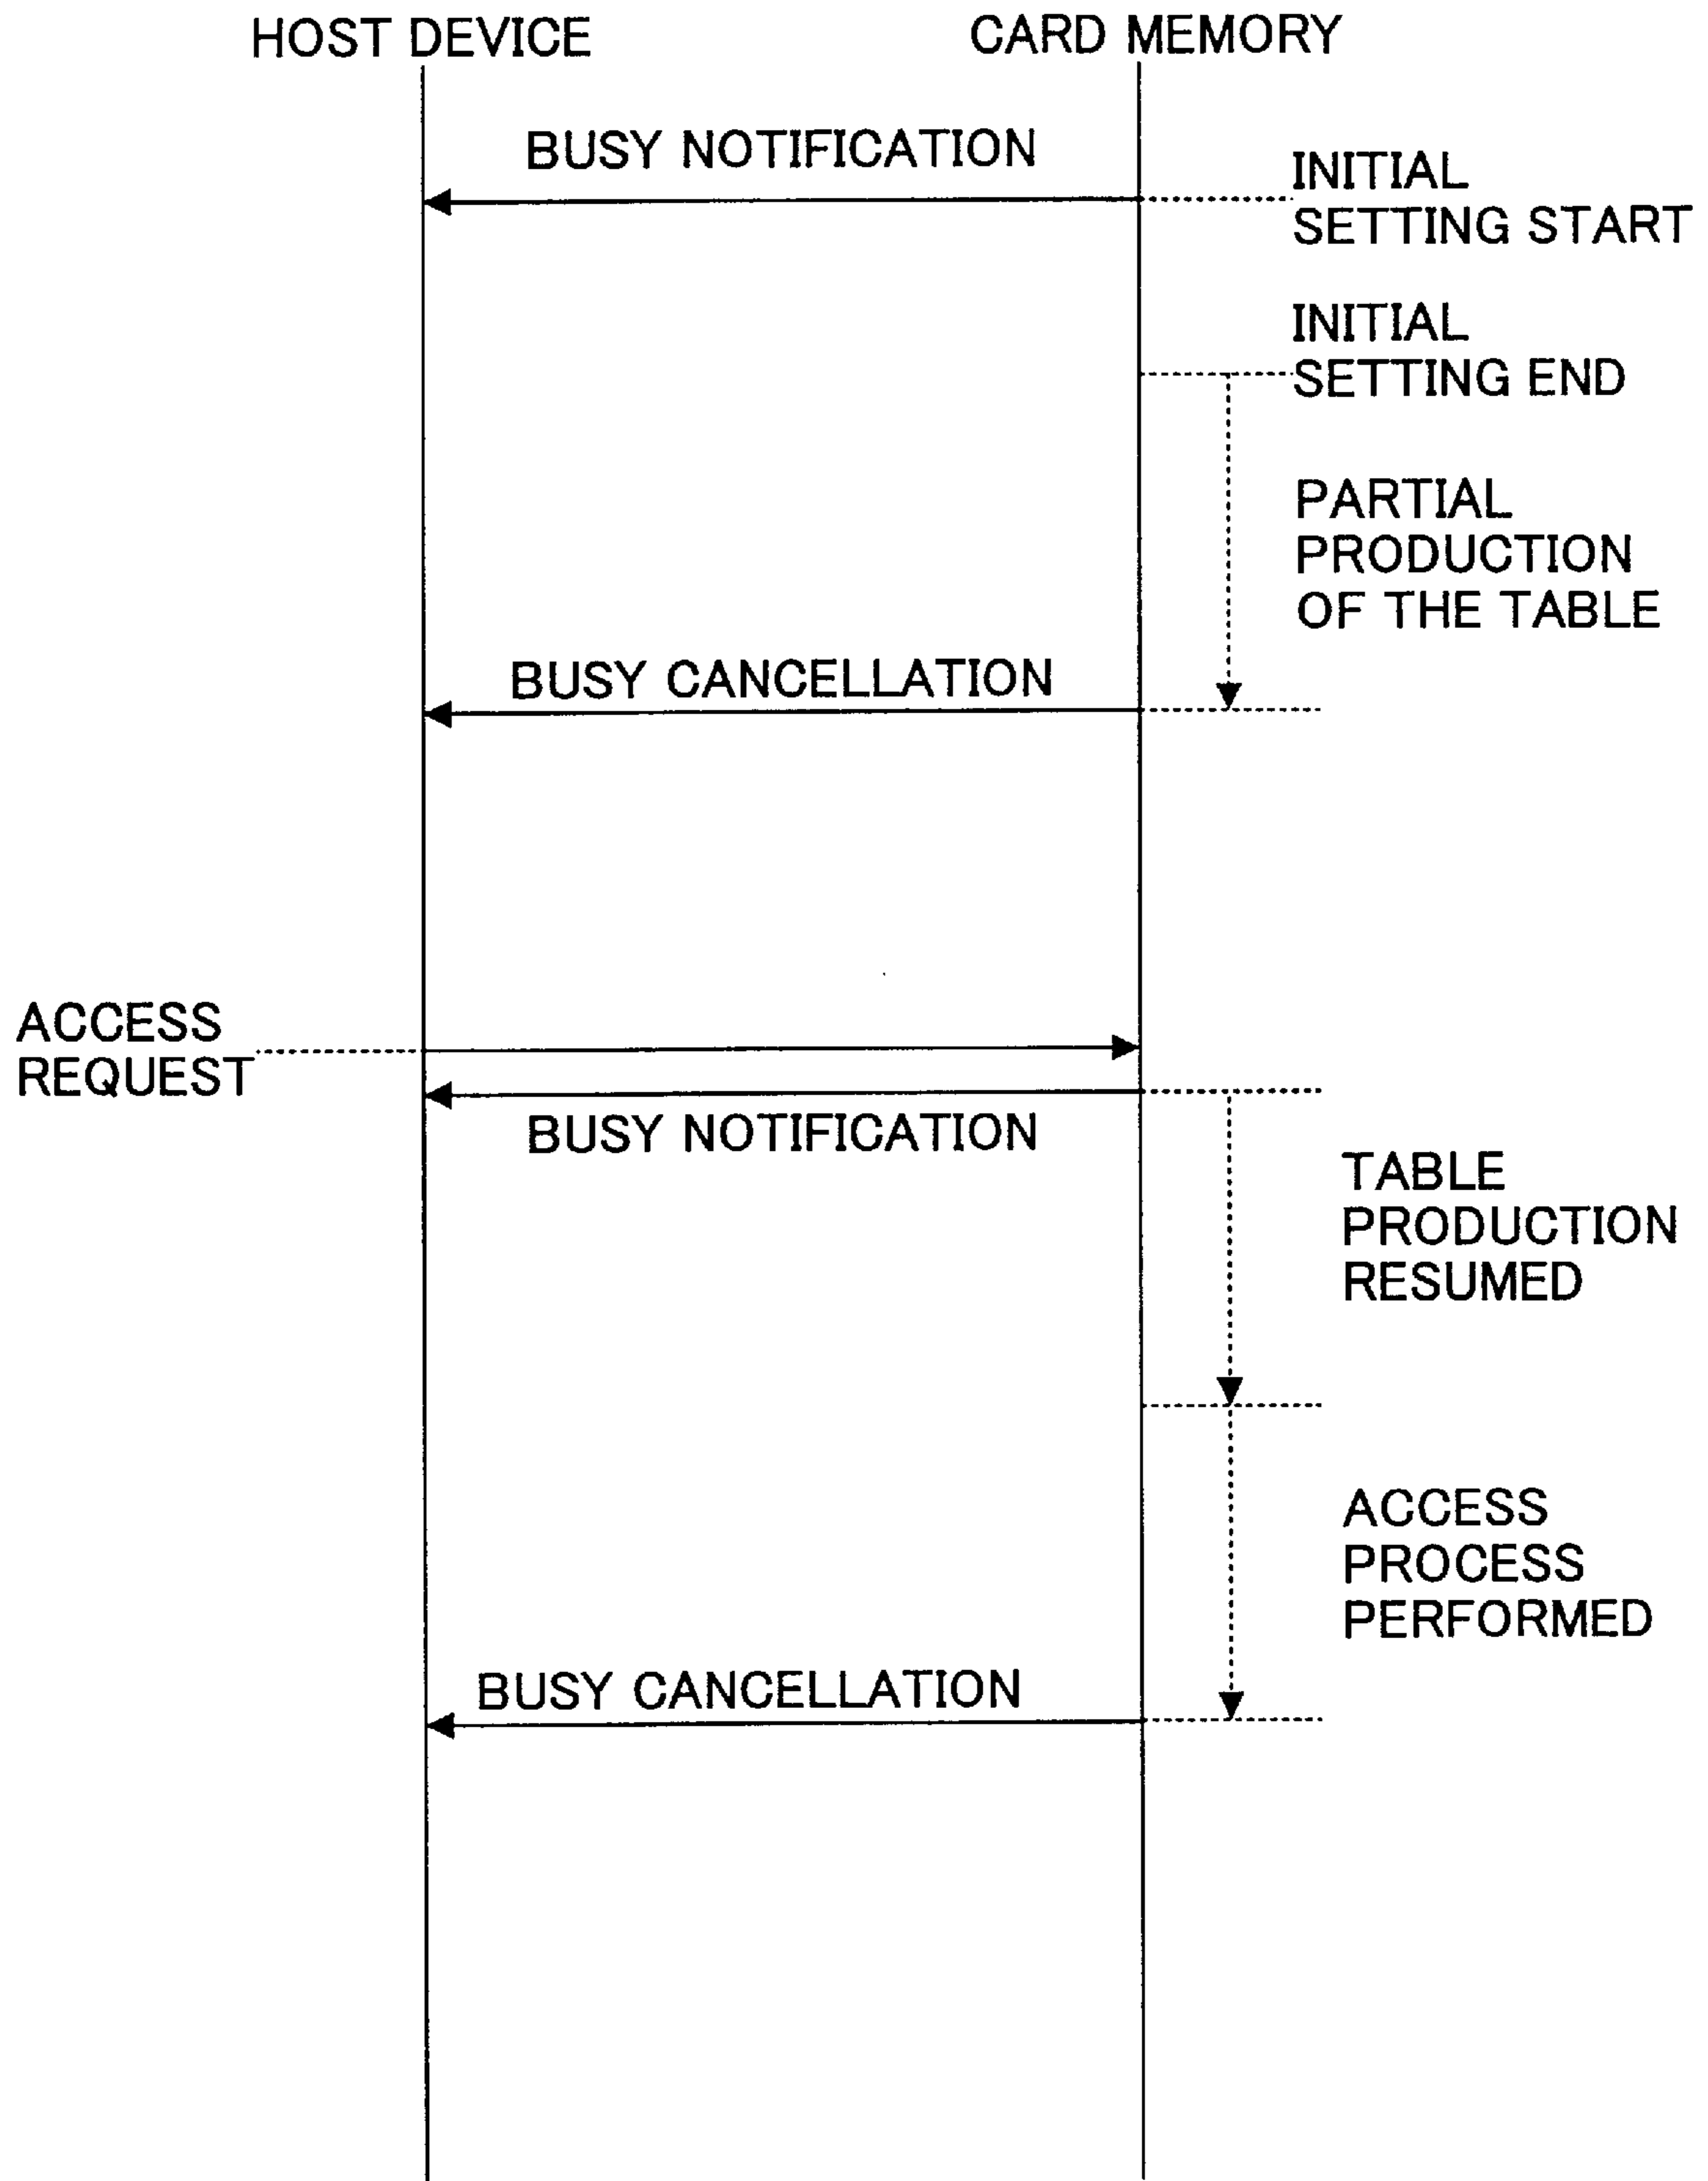 HOST DEVICE
CARD MEMORY
BUSY NOTIFICATION
INITIAL
SETTING START
INITIAL
SETTING END
PARTIAL
PRODUCTION
OF THE TABLE
BUSY CANCELLATION
ACCESS
REQUEST
BUSY NOTIFICATION
TABLE
PRODUCTION
RESUMED
ACCESS
PROCESS
PERFORMED
BUSY CANCELLATION